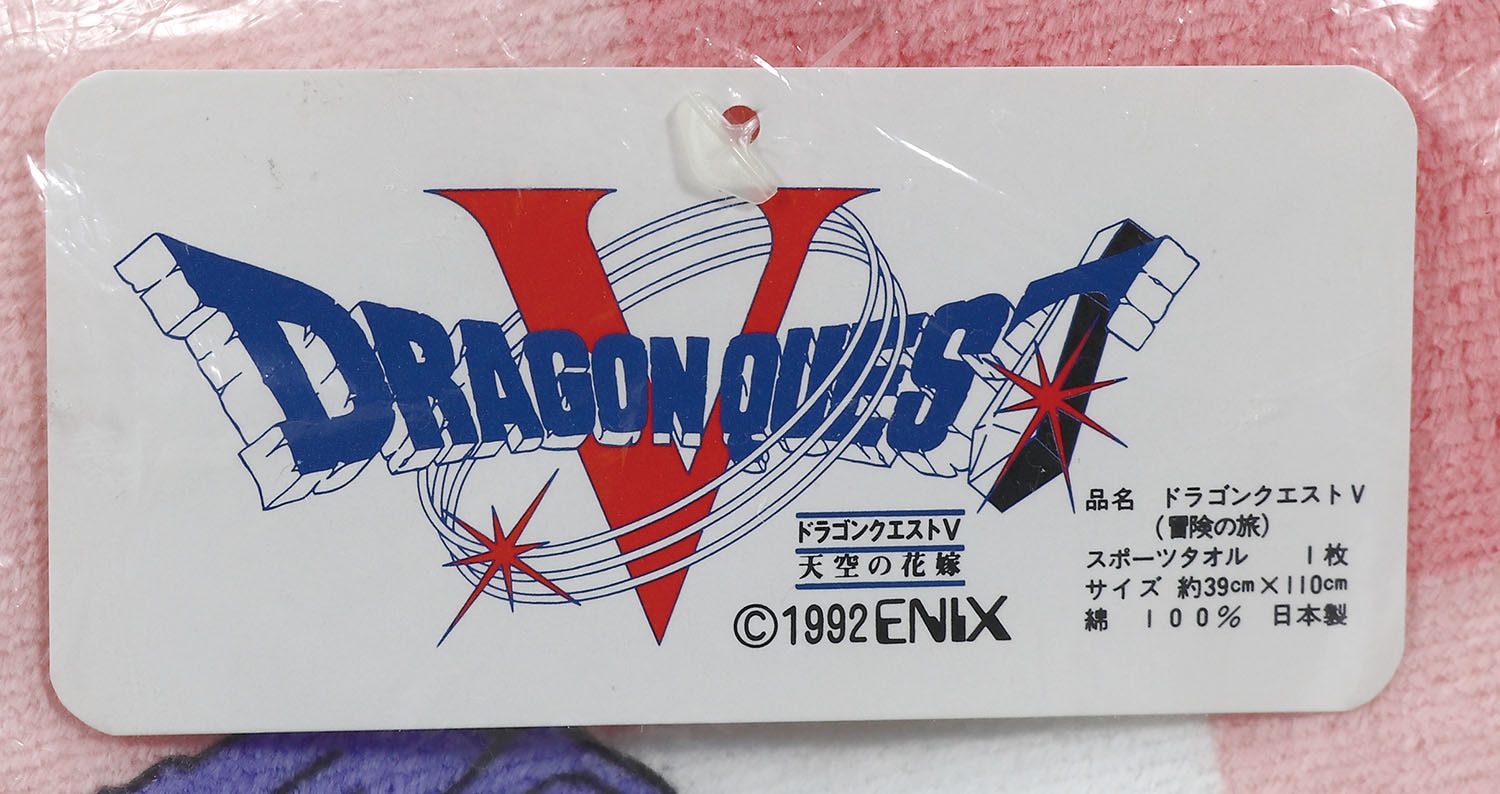 V
DRAGON QUEST
ドラゴンクエストV
天空の花嫁
©1992 ENIX
品名 ドラゴンクエストV
(冒険の旅)
スポーツタオル 1枚
サイズ 約39cm×110cm
綿 100% 日本製